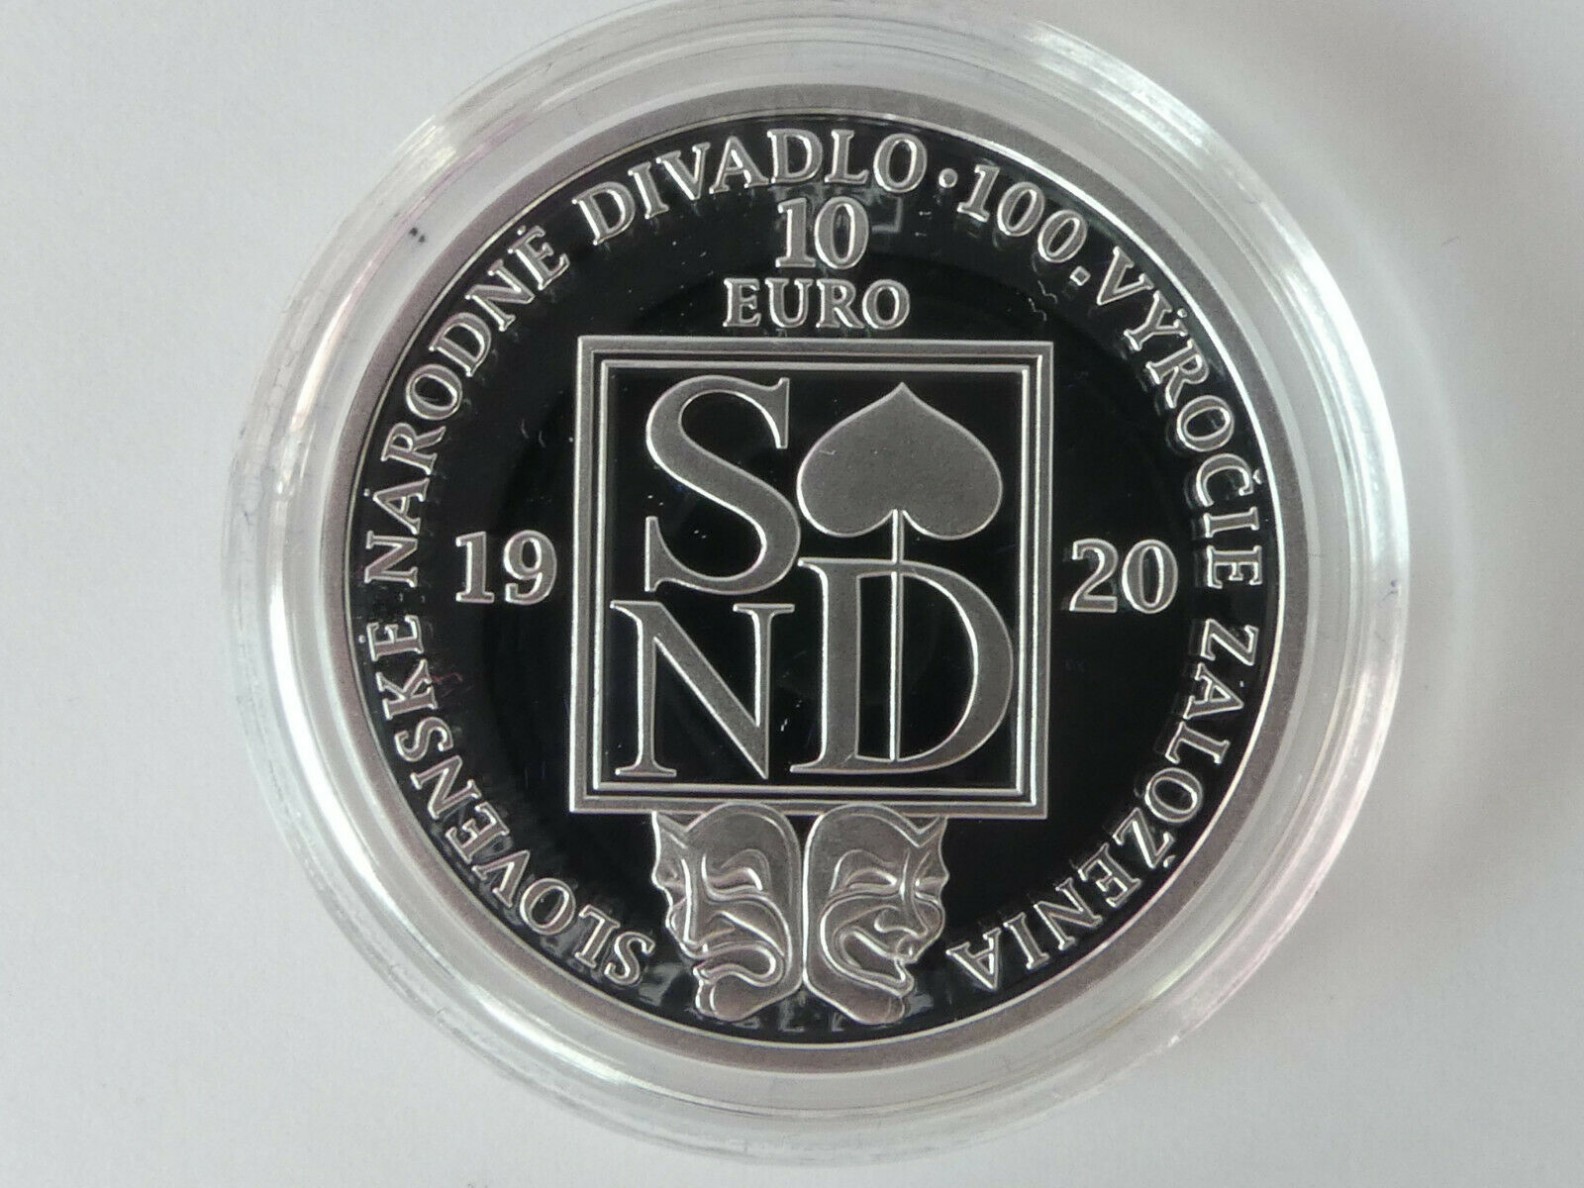 SLOVENSKÉ NÁRODNÉ DIVADLO · 100. VÝROČIE ZALOŽENIA
10
EURO
19 20
S
ND